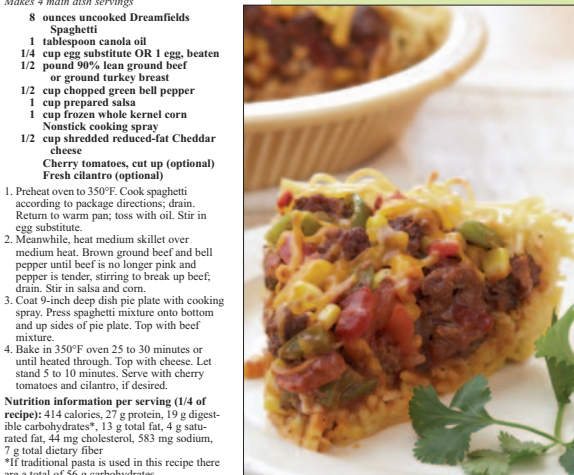 Makes 4 main dish servings
8 ounces uncooked Dreamfields
Spaghetti
1 tablespoon canola oil
1/4 cup egg substitute OR 1 egg, beaten
1/2 pound 90% lean ground beef
or ground turkey breast
1/2 cup chopped green bell pepper
1 cup prepared salsa
1 cup frozen whole kernel corn
Nonstick cooking spray
1/2 cup shredded reduced-fat Cheddar
cheese
Cherry tomatoes, cut up (optional)
Fresh cilantro (optional)
1. Preheat oven to 350°F. Cook spaghetti
according to package directions; drain.
Return to warm pan; toss with oil. Stir in
egg substitute.
2. Meanwhile, heat medium skillet over
medium heat. Brown ground beef and bell
pepper until beef is no longer pink and
pepper is tender, stirring to break up beef;
drain. Stir in salsa and corn.
3. Coat 9-inch deep dish pie plate with cooking
spray. Press spaghetti mixture onto bottom
and up sides of pie plate. Top with beef
mixture.
4. Bake in 350°F oven 25 to 30 minutes or
until heated through. Top with cheese. Let
stand 5 to 10 minutes. Serve with cherry
tomatoes and cilantro, if desired.
Nutrition information per serving (1/4 of
recipe): 414 calories, 27 g protein, 19 g digest-
ible carbohydrates*, 13 g total fat, 4 g satu-
rated fat, 44 mg cholesterol, 583 mg sodium,
7 g total dietary fiber
*If traditional pasta is used in this recipe there
are a total of 56 g carbohydrates